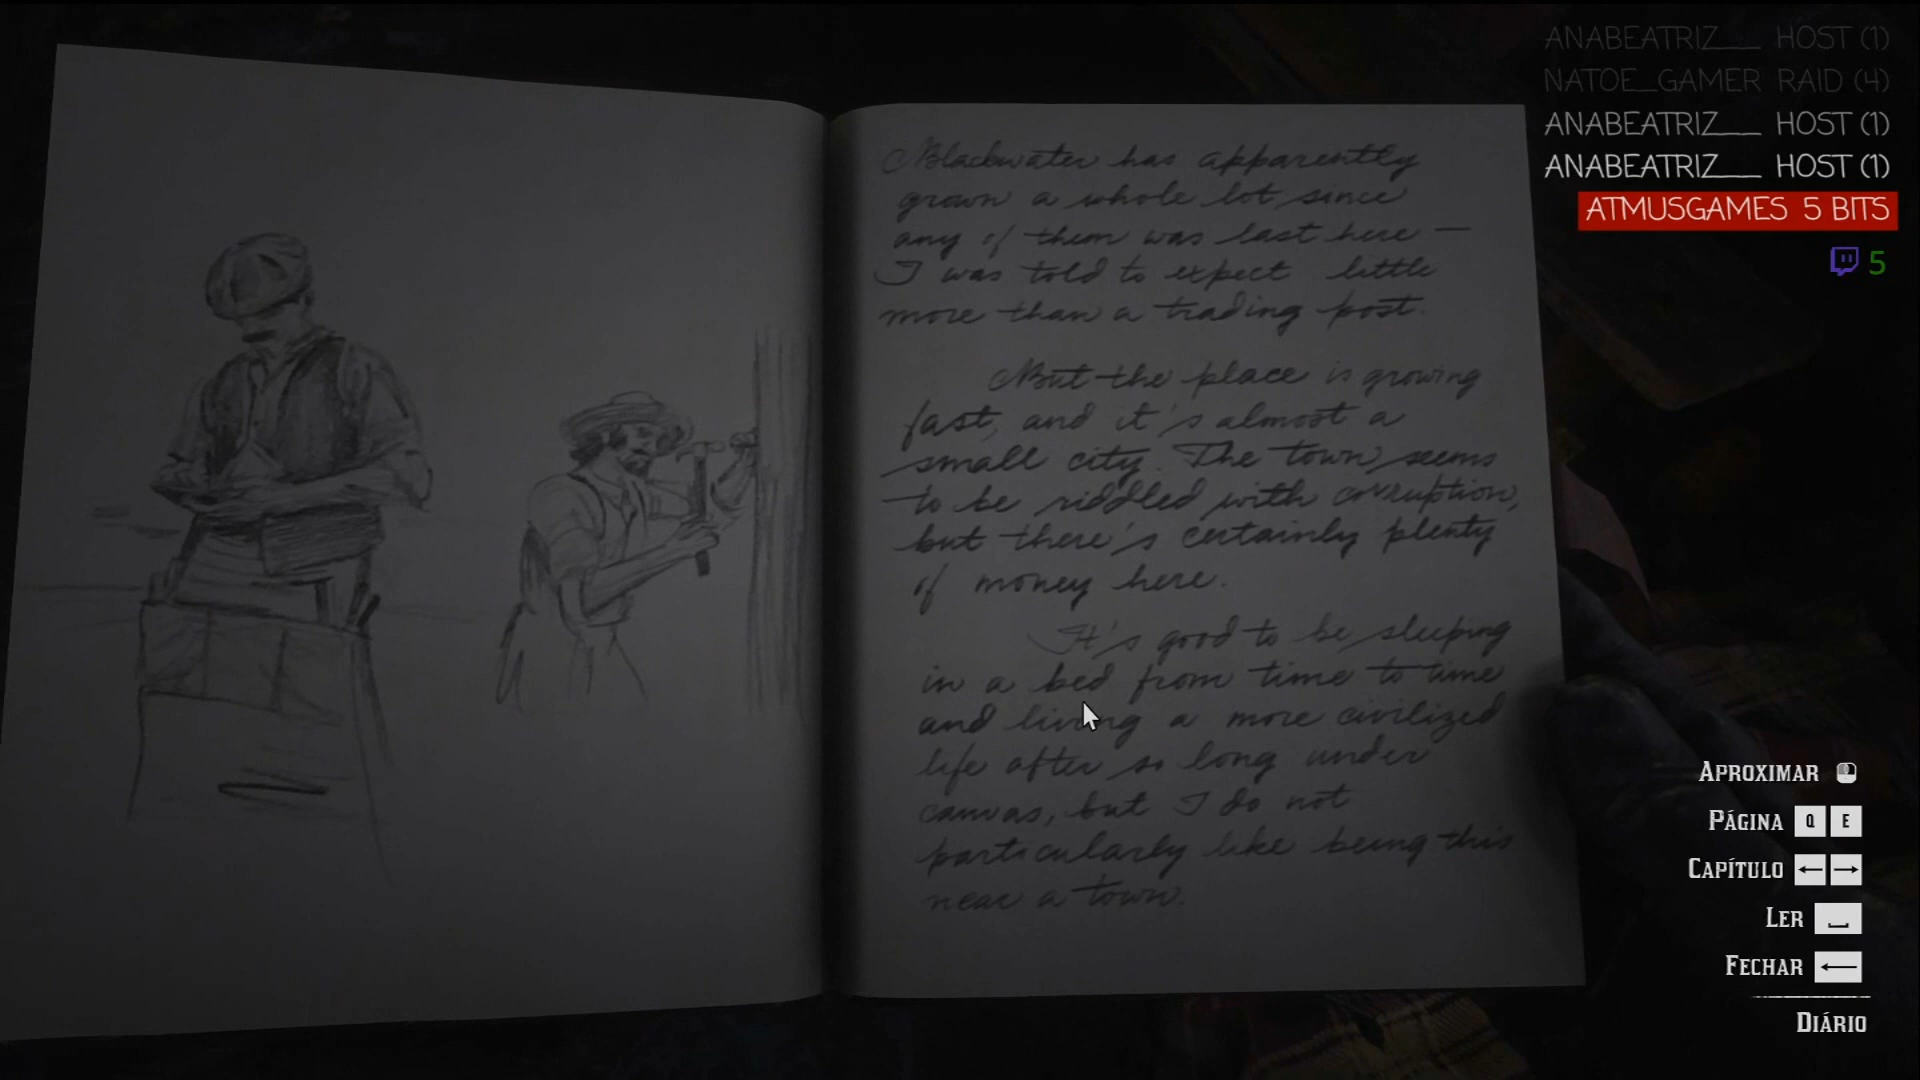 ANABEATRIZ__ HOST (1)
NATOE_GAMER RAID (4)
ANABEATRIZ__ HOST (1)
ANABEATRIZ__ HOST (1)
ATMUSGAMES 5 BITS
5
Blackwater has apparently
grown a whole lot since
any of them was last here —
I was told to expect little
more than a trading post.
But the place is growing
fast, and it's almost a
small city. The town seems
to be riddled with corruption,
but there's certainly plenty
of money here.
It's good to be sleeping
in a bed from time to time
and living a more civilized
life after so long under
canvas, but I do not
particularly like being this
near a town.
APROXIMAR
PÁGINA Q E
CAPÍTULO ← →
LER
FECHAR ←
DIÁRIO